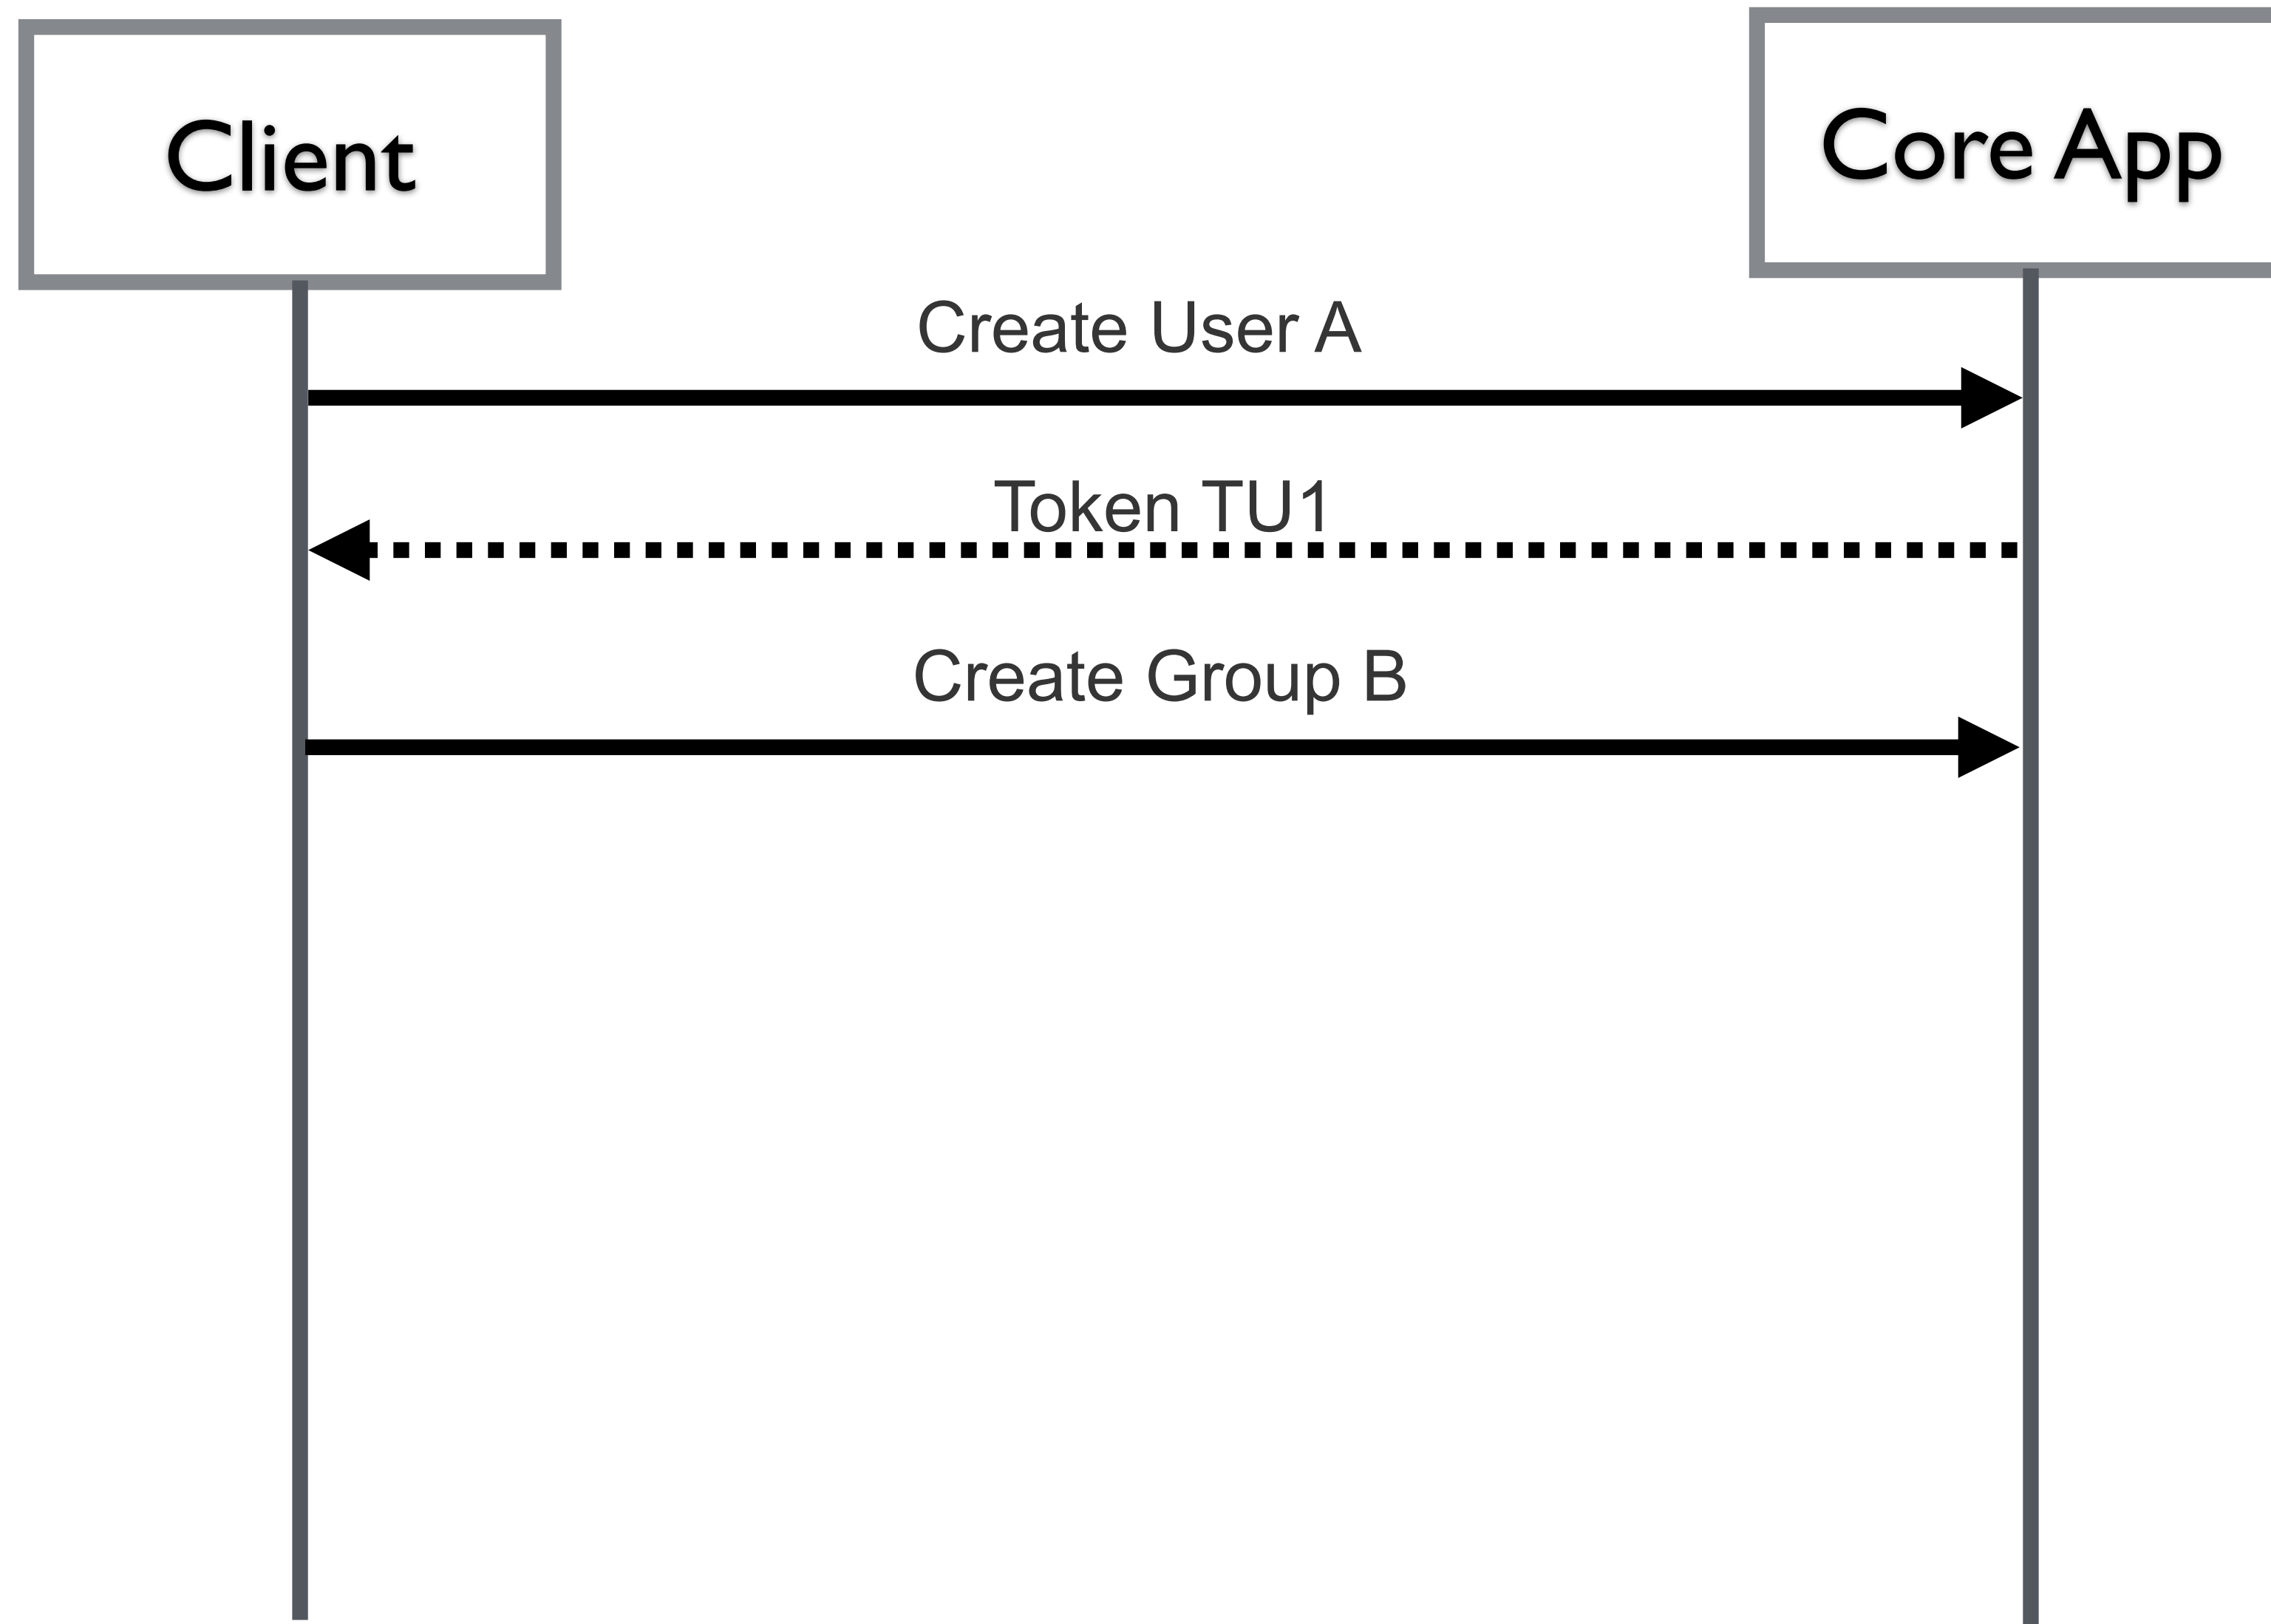 Client
Core App
Create User A
Token TU1
Create Group B